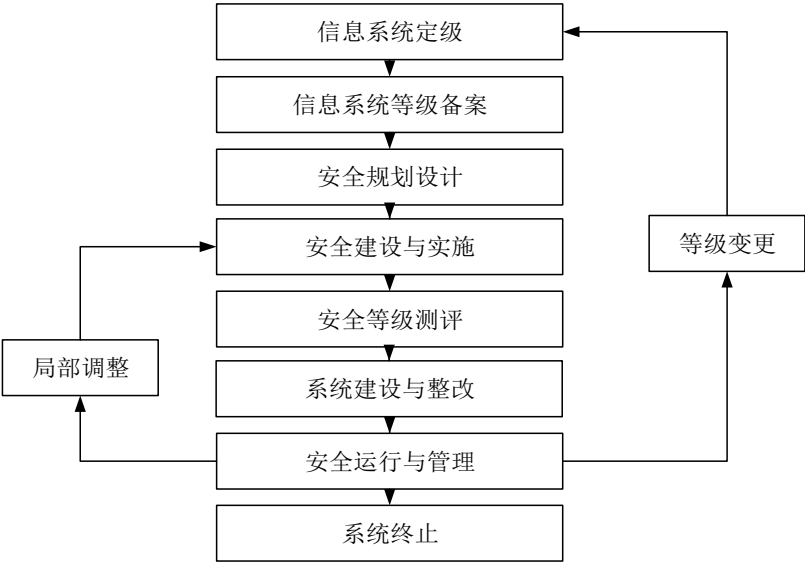 信息系统定级
信息系统等级备案
安全规划设计
安全建设与实施
等级变更
安全等级测评
局部调整
系统建设与整改
安全运行与管理
系统终止